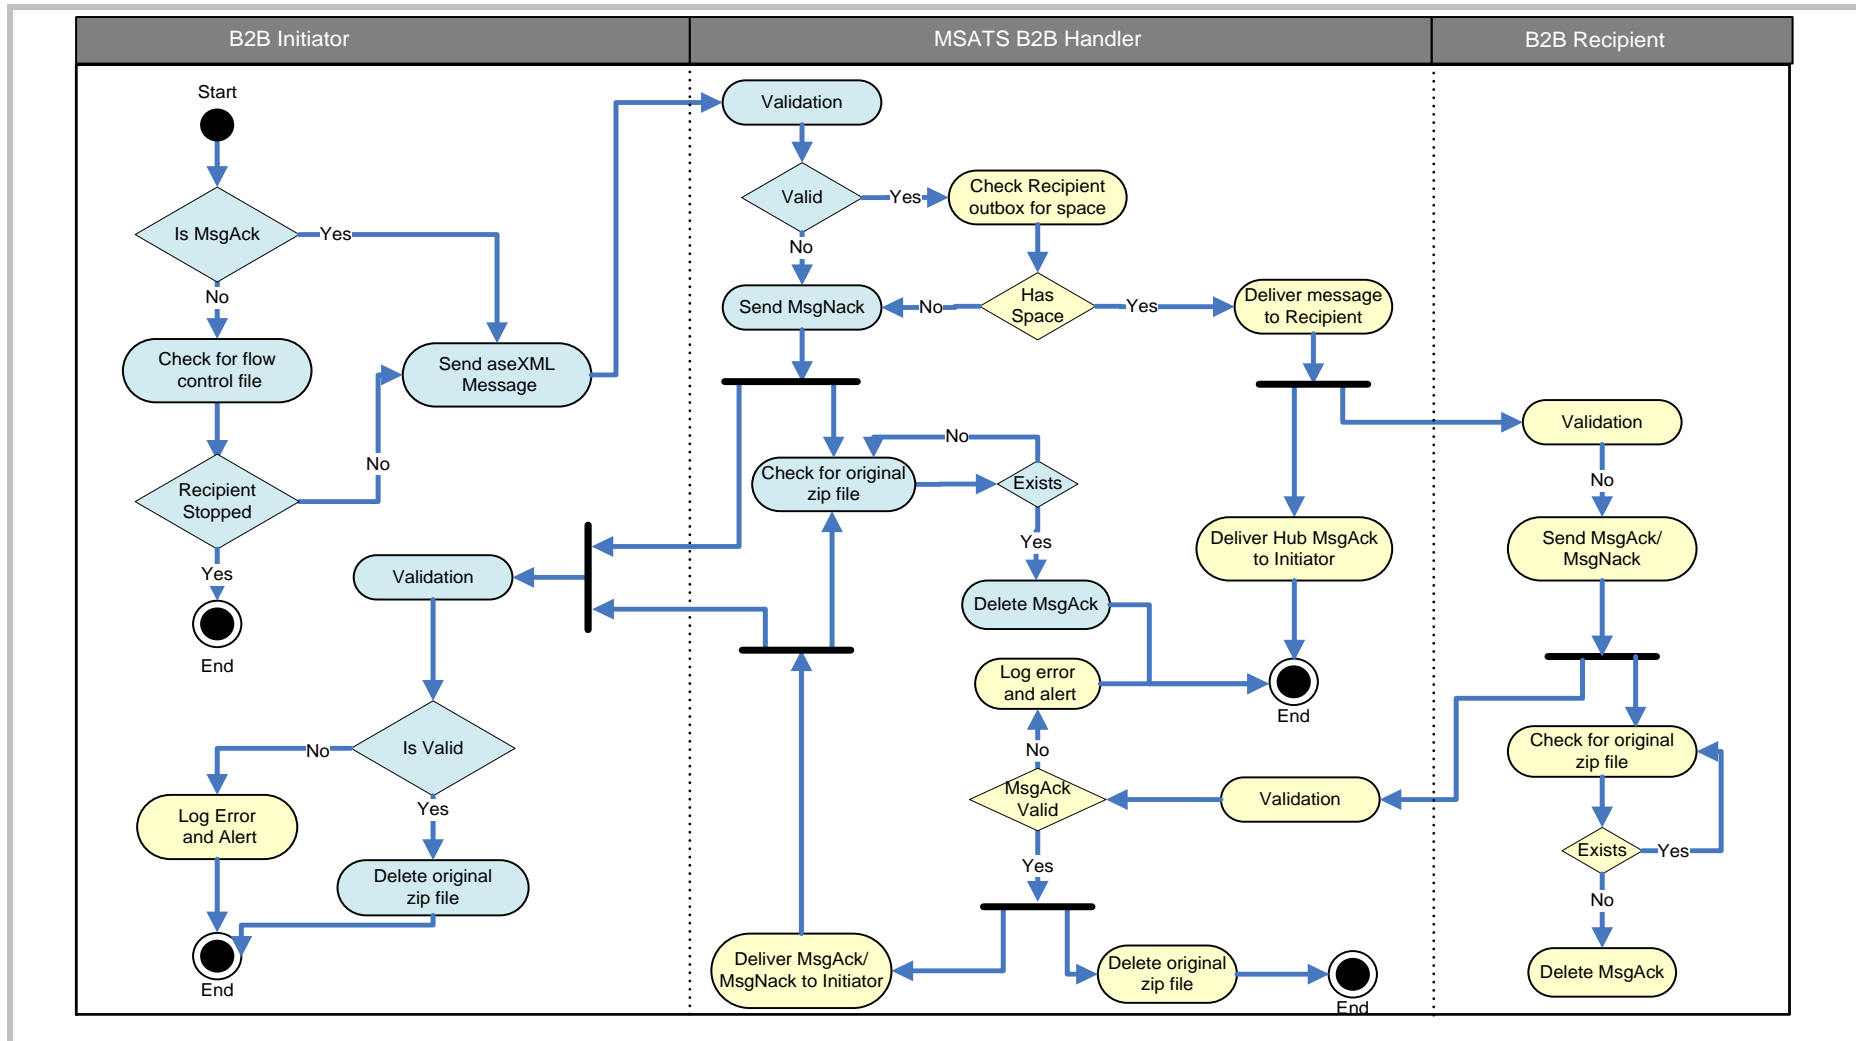 B2B Initiator
MSATS B2B Handler
B2B Recipient
Start
Is MsgAck
Yes
No
Check for flow
control file
Send aseXML
Message
No
Recipient
Stopped
Yes
End
Validation
Is Valid
No
Yes
Log Error
and Alert
Delete original
zip file
End
Validation
Valid
Yes
No
Check Recipient
outbox for space
Send MsgNack
No
Has
Space
Yes
Deliver message
to Recipient
No
Check for original
zip file
Exists
Yes
Delete MsgAck
Deliver Hub MsgAck
to Initiator
Log error
and alert
End
No
MsgAck
Valid
Validation
Yes
Deliver MsgAck/
MsgNack to Initiator
Delete original
zip file
End
Validation
No
Send MsgAck/
MsgNack
Check for original
zip file
Exists
Yes
No
Delete MsgAck